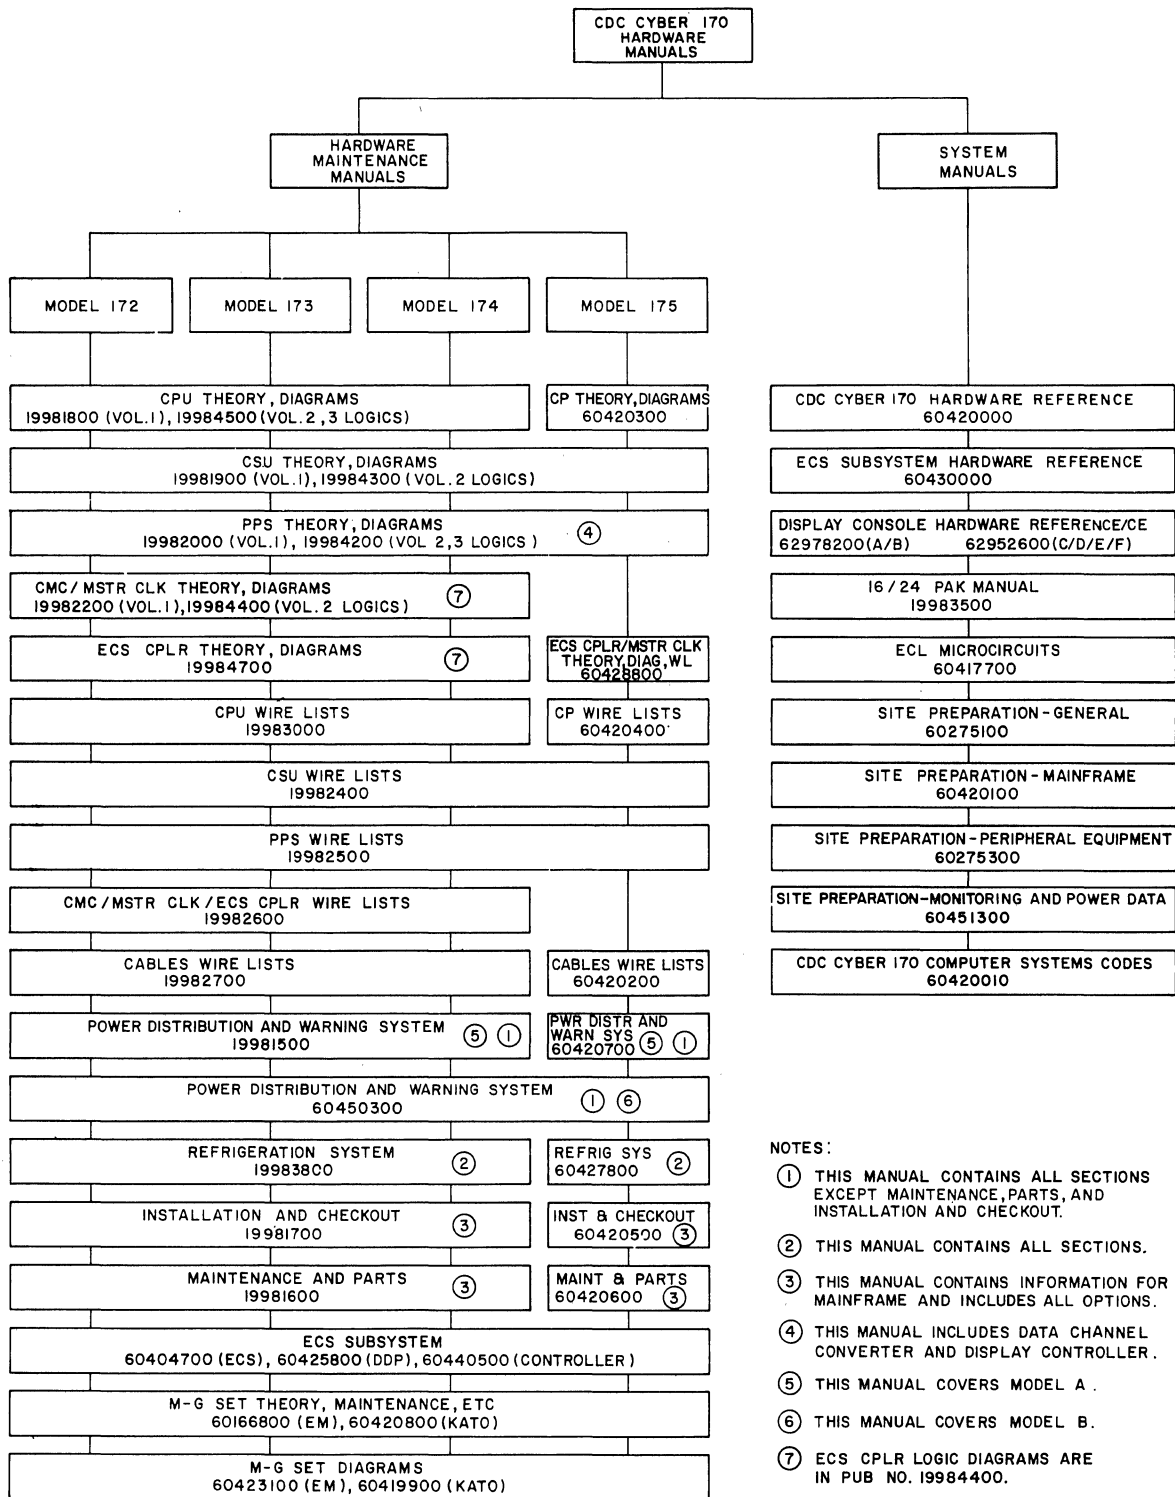 CDC CYBER 170
HARDWARE
MANUALS
HARDWARE
MAINTENANCE
MANUALS
SYSTEM
MANUALS
MODEL 172
MODEL 173
MODEL 174
MODEL 175
CPU THEORY, DIAGRAMS
19981800 (VOL.1), 19984500 (VOL. 2,3 LOGICS)
CP THEORY, DIAGRAMS
60420300
CSU THEORY, DIAGRAMS
19981900 (VOL.1), 19984300 (VOL. 2 LOGICS)
PPS THEORY, DIAGRAMS
19982000 (VOL.1), 19984200 (VOL 2,3 LOGICS)
4
CMC/MSTR CLK THEORY, DIAGRAMS
19982200 (VOL.1), 19984400 (VOL. 2 LOGICS)
7
ECS CPLR THEORY, DIAGRAMS
19984700
7
ECS CPLR/MSTR CLK
THEORY, DIAG, WL
60428800
CPU WIRE LISTS
19983000
CP WIRE LISTS
60420400
CSU WIRE LISTS
19982400
PPS WIRE LISTS
19982500
CMC/MSTR CLK/ECS CPLR WIRE LISTS
19982600
CABLES WIRE LISTS
19982700
CABLES WIRE LISTS
60420200
POWER DISTRIBUTION AND WARNING SYSTEM
19981500
5 1
PWR DISTR AND
WARN SYS
60420700 5 1
POWER DISTRIBUTION AND WARNING SYSTEM
60450300
1 6
REFRIGERATION SYSTEM
19983800
2
REFRIG SYS
60427800 2
INSTALLATION AND CHECKOUT
19981700
3
INST & CHECKOUT
60420500 3
MAINTENANCE AND PARTS
19981600
3
MAINT & PARTS
60420600 3
ECS SUBSYSTEM
60404700 (ECS), 60425800 (DDP), 60440500 (CONTROLLER)
M-G SET THEORY, MAINTENANCE, ETC
60166800 (EM), 60420800 (KATO)
M-G SET DIAGRAMS
60423100 (EM), 60419900 (KATO)
CDC CYBER 170 HARDWARE REFERENCE
60420000
ECS SUBSYSTEM HARDWARE REFERENCE
60430000
DISPLAY CONSOLE HARDWARE REFERENCE/CE
62978200(A/B) 62952600(C/D/E/F)
16/24 PAK MANUAL
19983500
ECL MICROCIRCUITS
60417700
SITE PREPARATION-GENERAL
60275100
SITE PREPARATION-MAINFRAME
60420100
SITE PREPARATION-PERIPHERAL EQUIPMENT
60275300
SITE PREPARATION-MONITORING AND POWER DATA
60451300
CDC CYBER 170 COMPUTER SYSTEMS CODES
60420010
NOTES:
1 THIS MANUAL CONTAINS ALL SECTIONS
EXCEPT MAINTENANCE, PARTS, AND
INSTALLATION AND CHECKOUT.
2 THIS MANUAL CONTAINS ALL SECTIONS.
3 THIS MANUAL CONTAINS INFORMATION FOR
MAINFRAME AND INCLUDES ALL OPTIONS.
4 THIS MANUAL INCLUDES DATA CHANNEL
CONVERTER AND DISPLAY CONTROLLER.
5 THIS MANUAL COVERS MODEL A.
6 THIS MANUAL COVERS MODEL B.
7 ECS CPLR LOGIC DIAGRAMS ARE
IN PUB NO. 19984400.